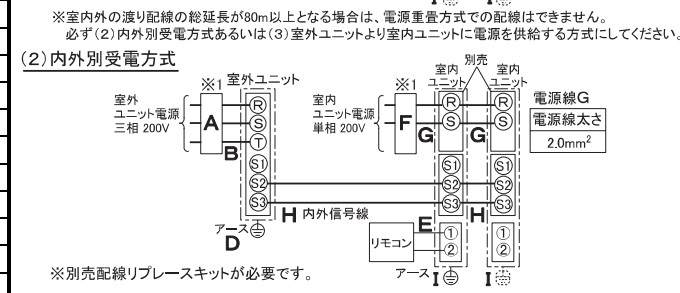 ※室内外の渡り配線の総延長が80m以上となる場合は、電源重畳方式での配線はできません。
必ず(2)内外別受電方式あるいは(3)室外ユニットより室内ユニットに電源を供給する方式にしてください。
(2)内外別受電方式
別売
※1 室外ユニット
※1 室内ユニット 室内ユニット
室外
ユニット電源
三相 200V
A
B
R
S
T
S1
S2
S3
室内
ユニット電源
単相 200V
F
G
R
S
S1
S2
S3
G
R
S
S1
S2
S3
電源線G
電源線太さ
2.0mm²
H 内外信号線
H
アース
D
リモコン
E
①
②
①
②
アース I
I
※別売配線リプレースキットが必要です。